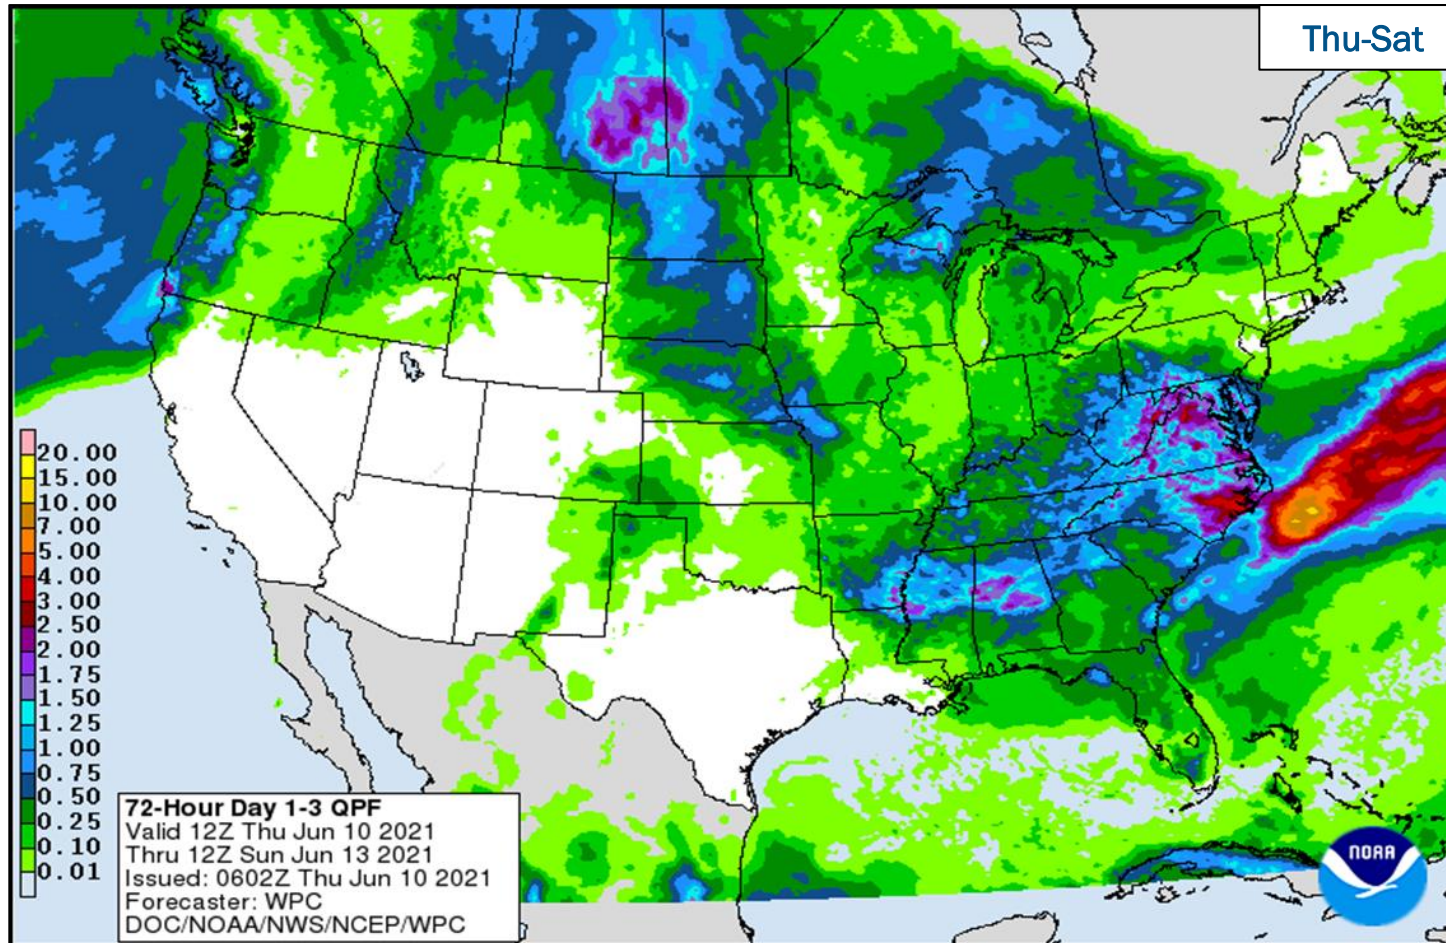 Thu-Sat
20.00
15.00
10.00
7.00
5.00
4.00
3.00
2.50
2.00
1.75
1.50
1.25
1.00
0.75
0.50
0.25
0.10
0.01
72-Hour Day 1-3 QPF
Valid 12Z Thu Jun 10 2021
Thru 12Z Sun Jun 13 2021
Issued: 0602Z Thu Jun 10 2021
Forecaster: WPC
DOC/NOAA/NWS/NCEP/WPC
NOAA